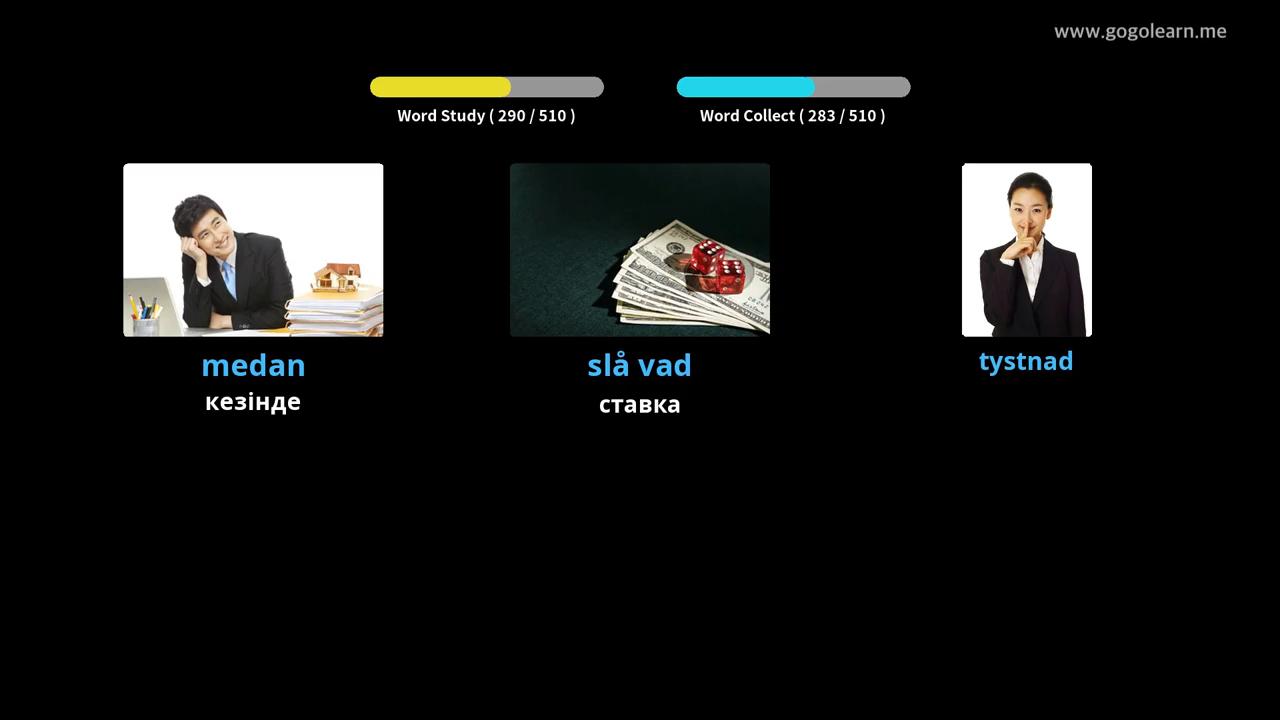 www.gogolearn.me
Word Study ( 290 / 510 )
Word Collect ( 283 / 510 )
medan
кезінде
slå vad
ставка
tystnad